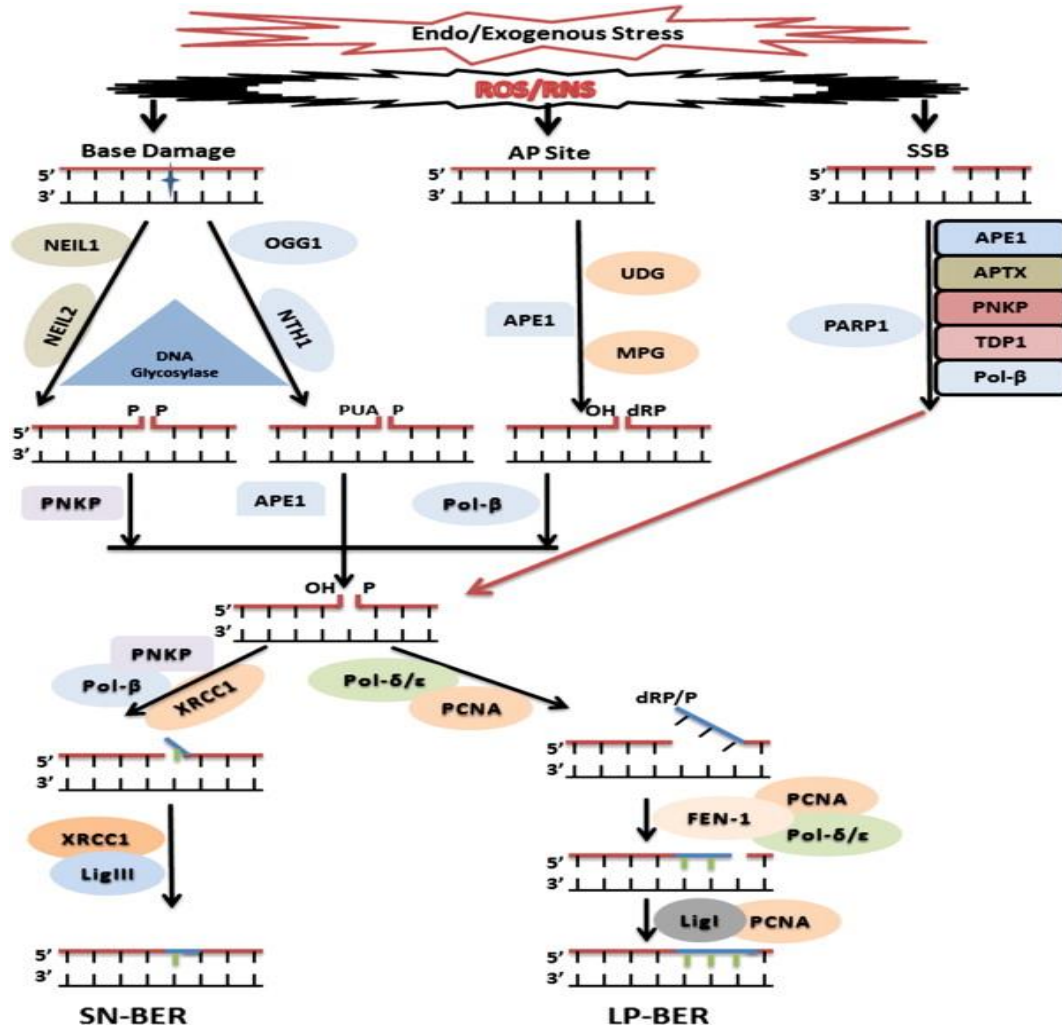 Endo/Exogenous Stress
ROS/RNS
Base Damage
AP Site
SSB
5’
3’
5’
3’
5’
3’
NEIL1
OGG1
NEIL2
NTH1
DNA
Glycosylase
UDG
APE1
MPG
PARP1
APE1
APTX
PNKP
TDP1
Pol-β
P P
PUA P
OH dRP
5’
3’
PNKP
APE1
Pol-β
OH P
5’
3’
PNKP
Pol-β
XRCC1
Pol-δ/ε
PCNA
dRP/P
5’
3’
5’
3’
XRCC1
LigIII
FEN-1
PCNA
Pol-δ/ε
5’
3’
LigI
PCNA
5’
3’
5’
3’
SN-BER
LP-BER